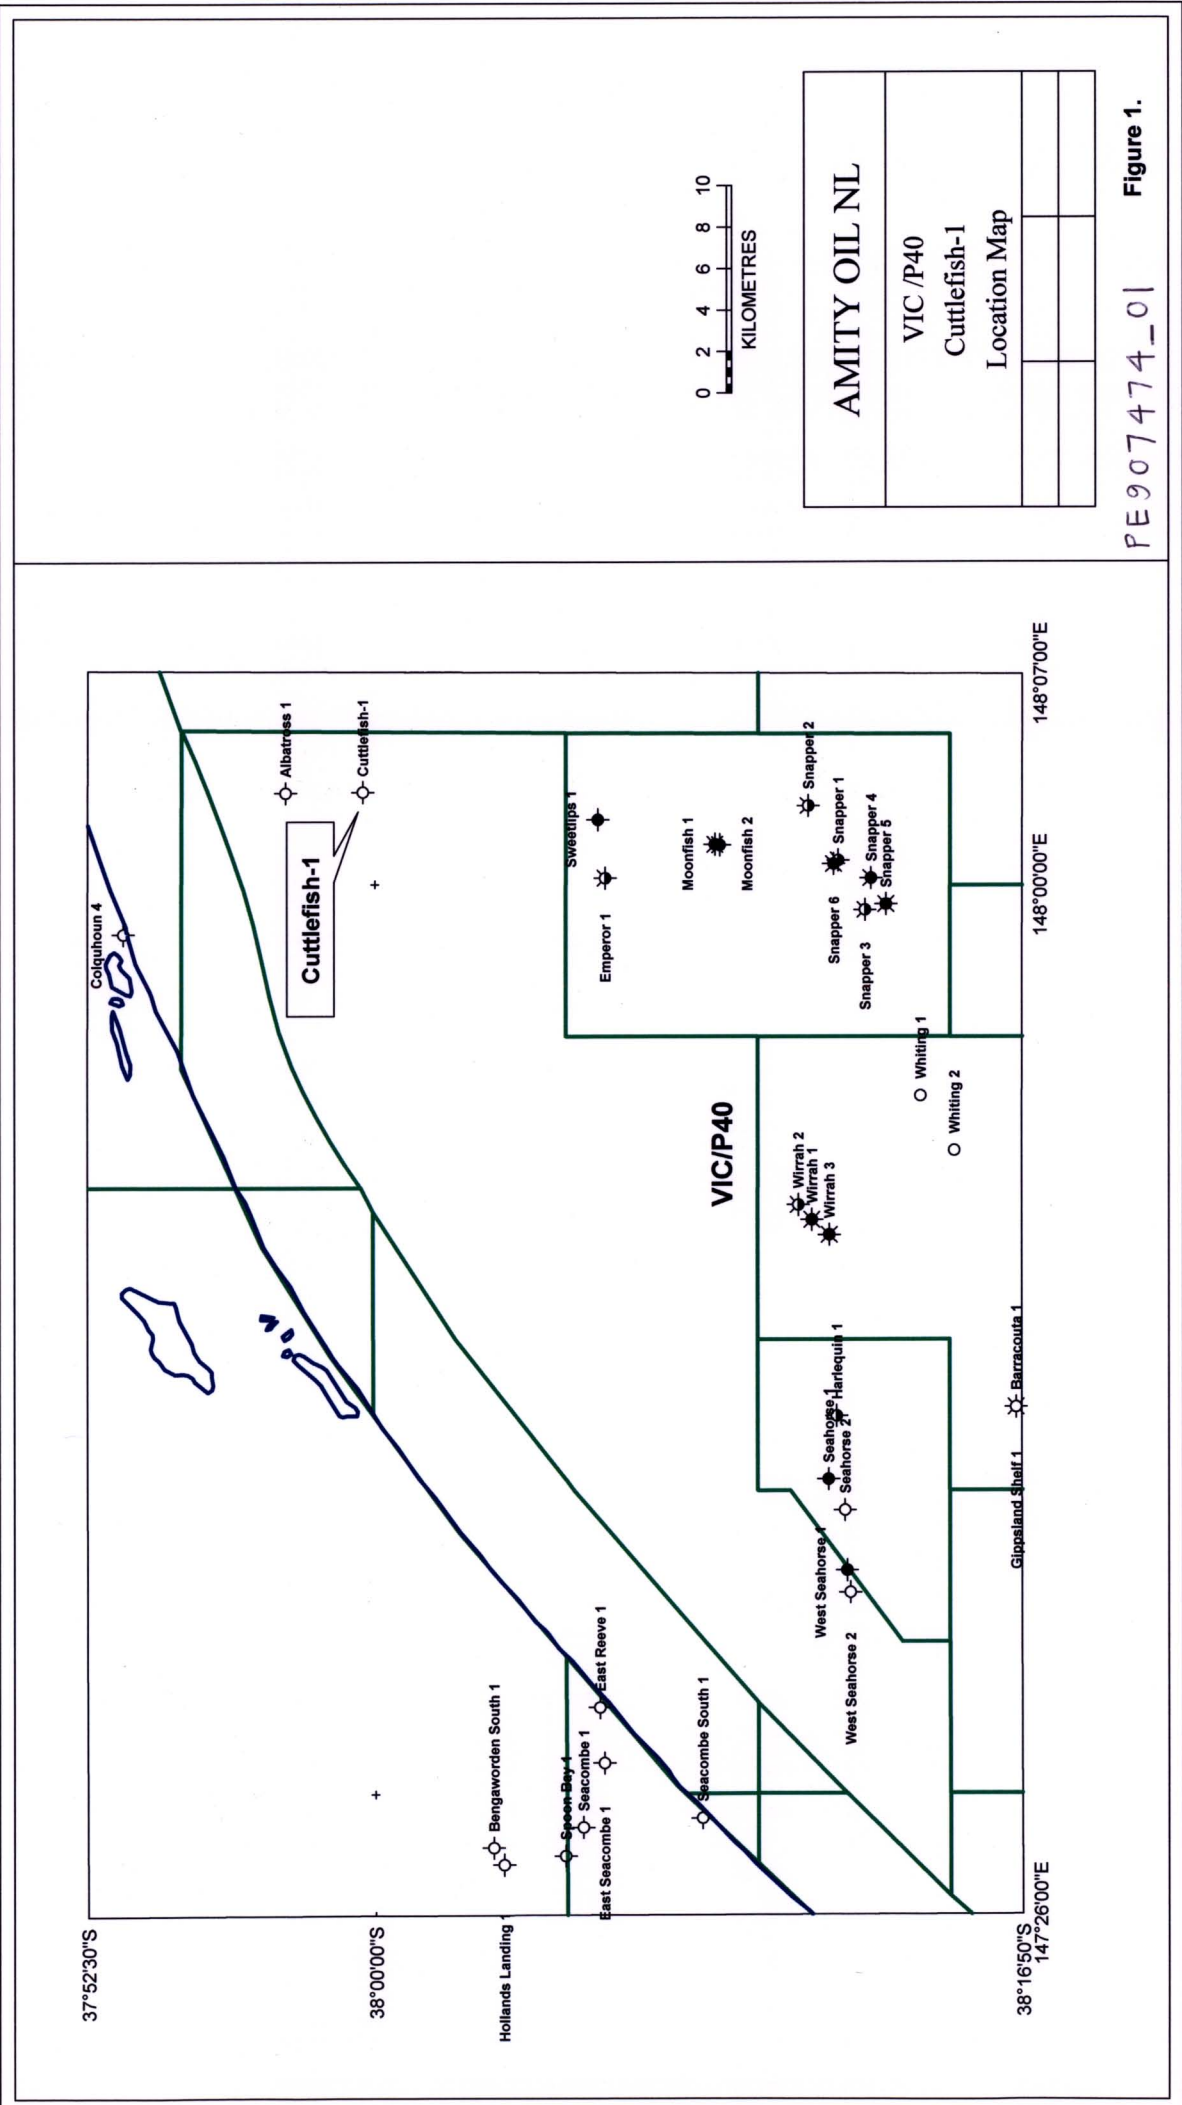 37°52'30"S
38°00'00"S
38°16'50"S
147°26'00"E
148°00'00"E
148°07'00"E
Colquhoun 4
Albatross 1
Cuttlefish-1
Cuttlefish-1
Sweetlips 1
Emperor 1
Moonfish 1
Moonfish 2
Snapper 2
Snapper 1
Snapper 6
Snapper 4
Snapper 5
Snapper 3
Whiting 1
Whiting 2
VIC/P40
Wirrah 2
Wirrah 1
Wirrah 3
Harlequin 1
Seahorse 1
Seahorse 2
West Seahorse 1
West Seahorse 2
Barracouta 1
Gippsland Shelf 1
Bengaworden South 1
Hollands Landing 1
East Reeve 1
Spoon Bay 1
Seacombe 1
East Seacombe 1
Seacombe South 1
0 2 4 6 8 10
KILOMETRES
AMITY OIL NL
VIC /P40
Cuttlefish-1
Location Map
PE907474_01
Figure 1.